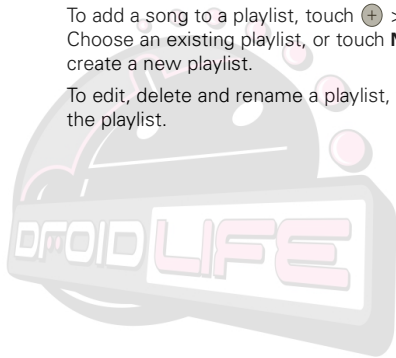 To add a song to a playlist, touch + >
Choose an existing playlist, or touch
create a new playlist.
To edit, delete and rename a playlist,
the playlist.
DROID LIFE